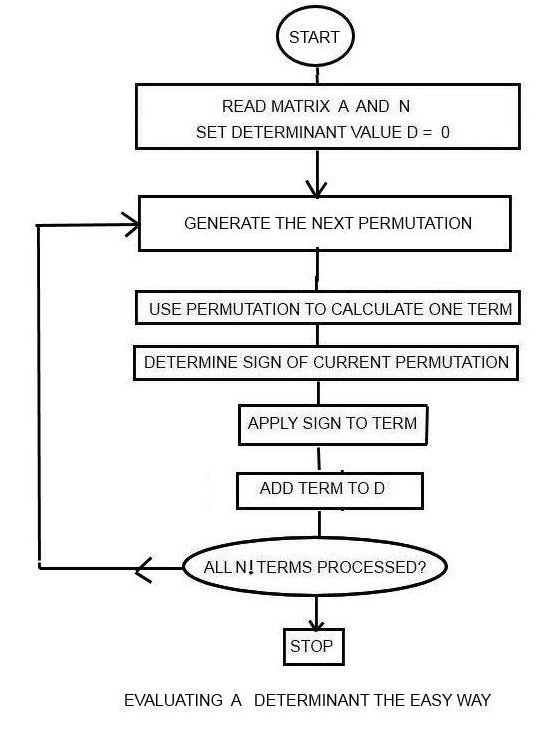 START
READ MATRIX A AND N
SET DETERMINANT VALUE D = 0
GENERATE THE NEXT PERMUTATION
USE PERMUTATION TO CALCULATE ONE TERM
DETERMINE SIGN OF CURRENT PERMUTATION
APPLY SIGN TO TERM
ADD TERM TO D
ALL N! TERMS PROCESSED?
STOP
EVALUATING A DETERMINANT THE EASY WAY